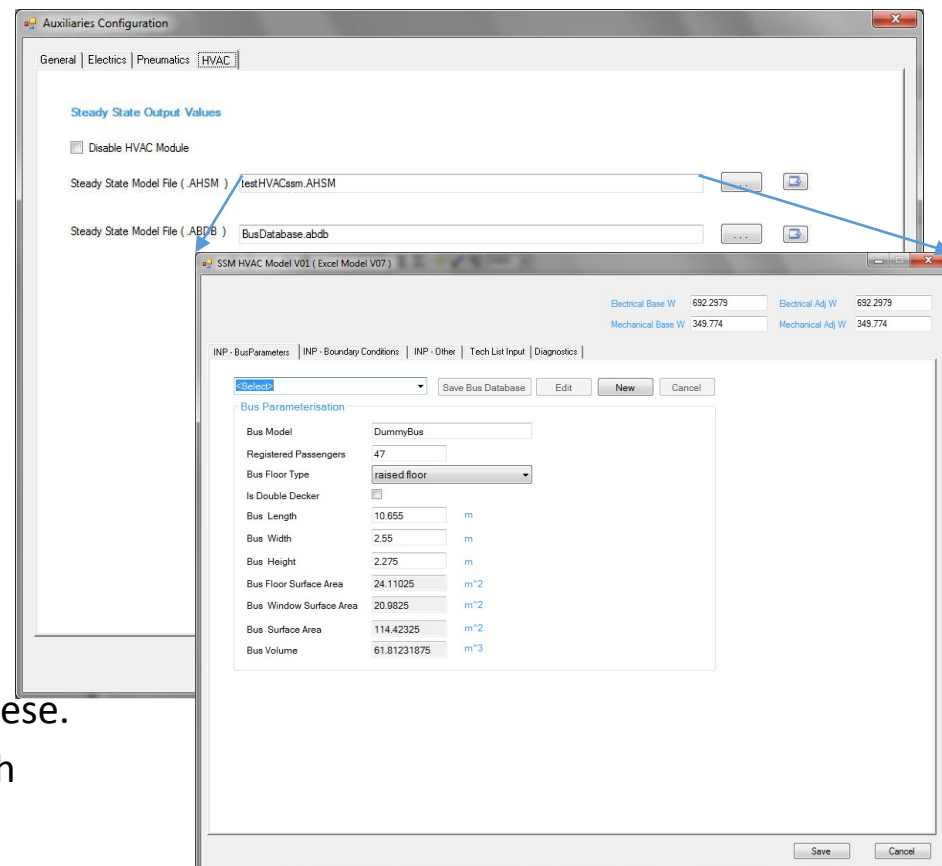 Auxiliaries Configuration
General Electrics Pneumatics HVAC
Steady State Output Values
Disable HVAC Module
Steady State Model File ( .AHSM ) testHVACssm.AHSM ...
Steady State Model File ( .ABDB ) BusDatabase.abdb ...
SSM HVAC Model V01 ( Excel Model V07 )
Electrical Base W 692.2979 Electrical Adj W 692.2979
Mechanical Base W 349.774 Mechanical Adj W 349.774
INP - BusParameters INP - Boundary Conditions INP - Other Tech List Input Diagnostics
<Select> Save Bus Database Edit New Cancel
Bus Parameterisation
Bus Model DummyBus
Registered Passengers 47
Bus Floor Type raised floor
Is Double Decker
Bus Length 10.655 m
Bus Width 2.55 m
Bus Height 2.275 m
Bus Floor Surface Area 24.11025 m^2
Bus Window Surface Area 20.9825 m^2
Bus Surface Area 114.42325 m^2
Bus Volume 61.81231875 m^3
ese.
h
Save Cancel